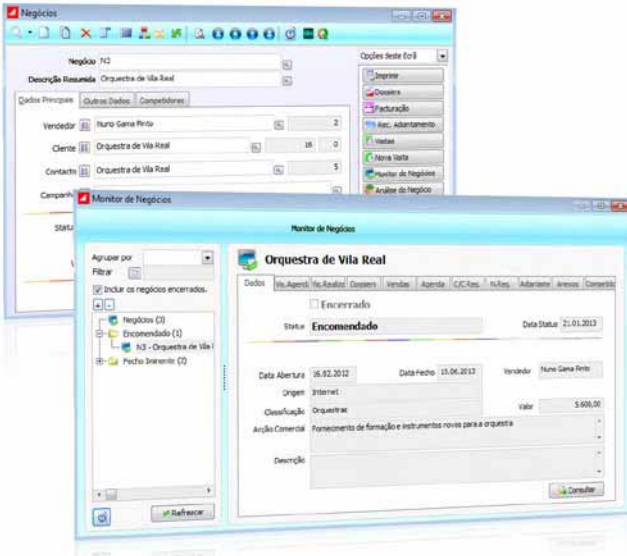 Negócios
Negócio N3
Descrição Resumida Orquestra de Vila Real
Dados Principais Outros Dados Competidores
Vendedor Nuno Gama Pinto 2
Cliente Orquestra de Vila Real 16 0
Contacto Orquestra de Vila Real 5
Campanh
Statu
Opções deste Ecrã
Imprimir
Dossiers
Facturação
Rec. Adiantamento
Visitas
Nova Visita
Monitor de Negócios
Análise do Negócio
Monitor de Negócios
Monitor de Negócios
Agrupar por
Filtrar
Incluir os negócios encerrados.
Negócios (3)
Encomendado (1)
N3 - Orquestra de Vila
Fecho Iminente (2)
Refrescar
Orquestra de Vila Real
Dados Vis.Agend. Vis.Realiz. Dossiers Vendas Agenda C/C Res. N.Reg. Adiantame Anexos Competido
Encerrado
Status Encomendado Data Status 21.01.2013
Data Abertura 16.02.2012 Data Fecho 15.06.2013 Vendedor Nuno Gama Pinto
Origem Internet
Classificação Orquestras Valor 5.600,00
Acção Comercial Fornecimento de formação e instrumentos novos para a orquestra
Descrição
Consultar